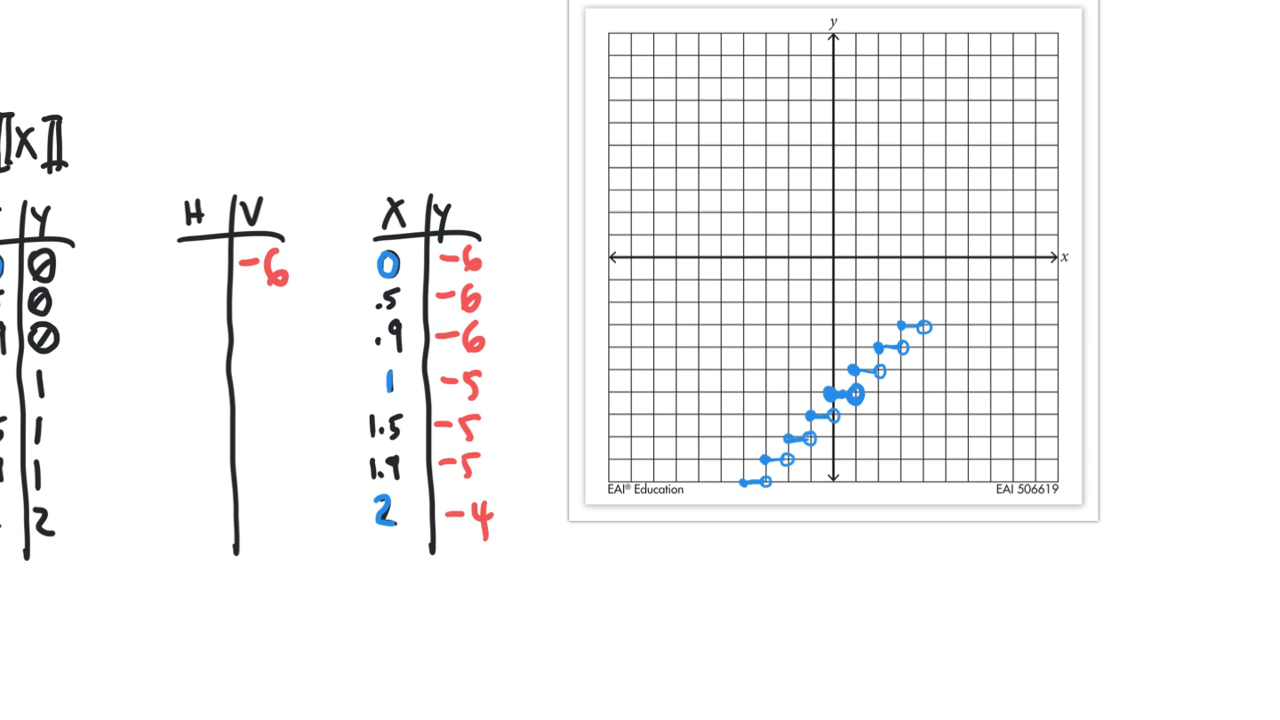 [[X]]
Y
0
0
0
1
1
1
2
H V
-6
X Y
0 -6
.5 -6
.9 -6
1 -5
1.5 -5
1.9 -5
2 -4
y
x
EAI® Education EAI 506619